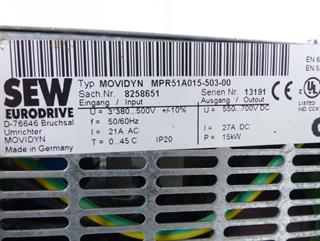 Typ MOVIDYN MPR51A015-503-00
Sach.Nr. 8258651 Serien Nr. 13191
Eingang / Input Ausgang / Output
U = 3*380...500V +/-10% U = 550..700V DC
f = 50/60Hz
I = 21A AC I = 27A DC
T = 0...45 C IP20 P = 15kW
SEW
EURODRIVE
D-76646 Bruchsal
Umrichter
MOVIDYN
Made in Germany
UL
LISTED
IND. CONT.